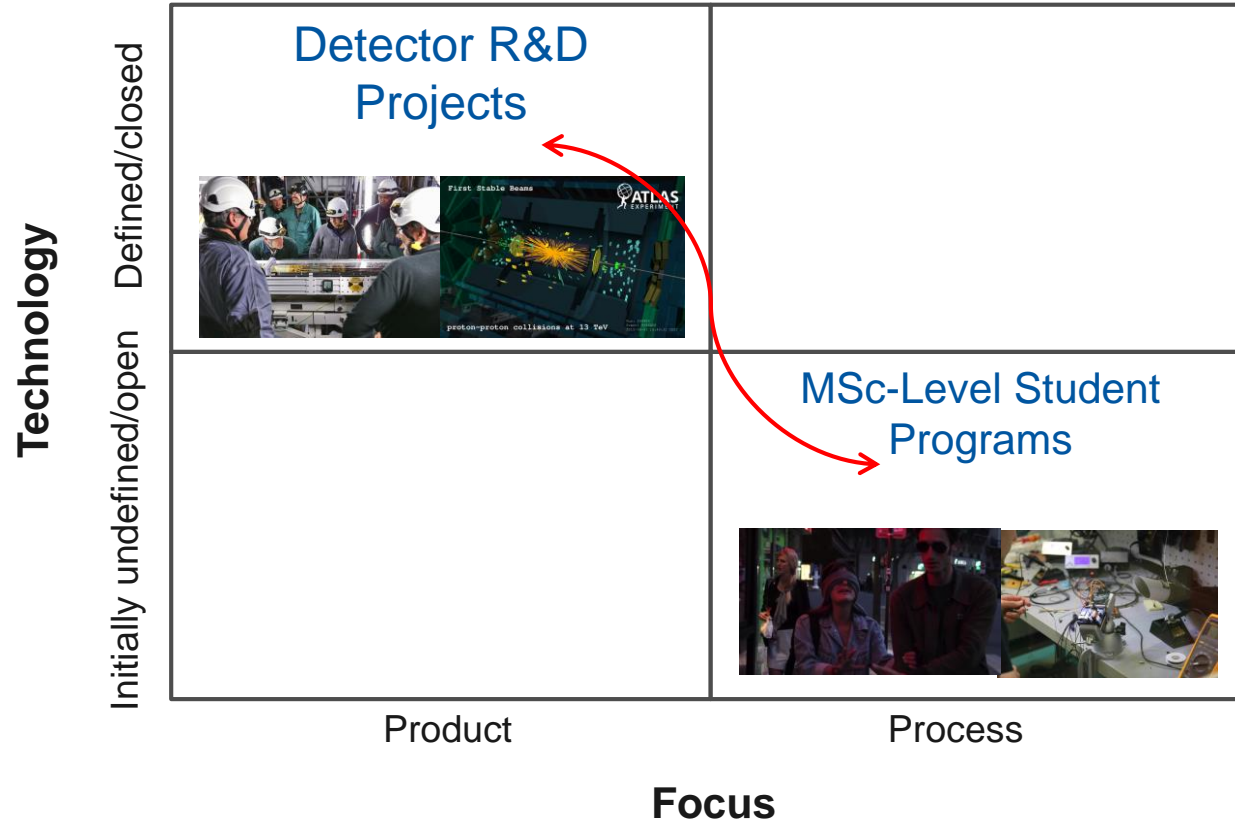 Detector R&D
Projects
First Stable Beams
ATLAS
EXPERIMENT
proton-proton collisions at 13 TeV
MSc-Level Student
Programs
Technology
Defined/closed
Initially undefined/open
Product
Process
Focus